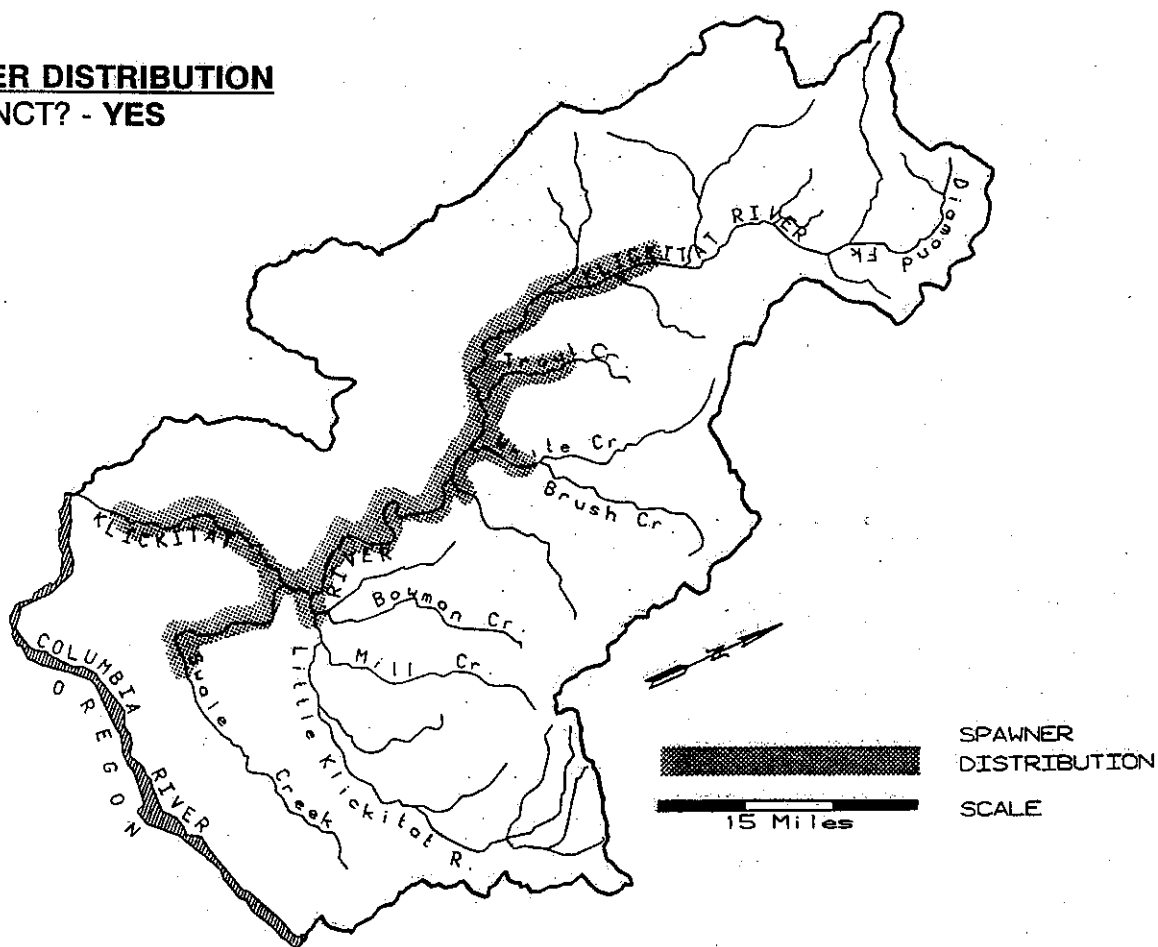 ER DISTRIBUTION
NCT? - YES
Diamond
Fk
KLICKITAT RIVER
Trout Cr.
White Cr.
Brush Cr.
KLICKITAT
RIVER
Bowman Cr.
Mill Cr.
Little Klickitat R.
Swale Creek
COLUMBIA RIVER
OREGON
N
SPAWNER
DISTRIBUTION
SCALE
15 Miles